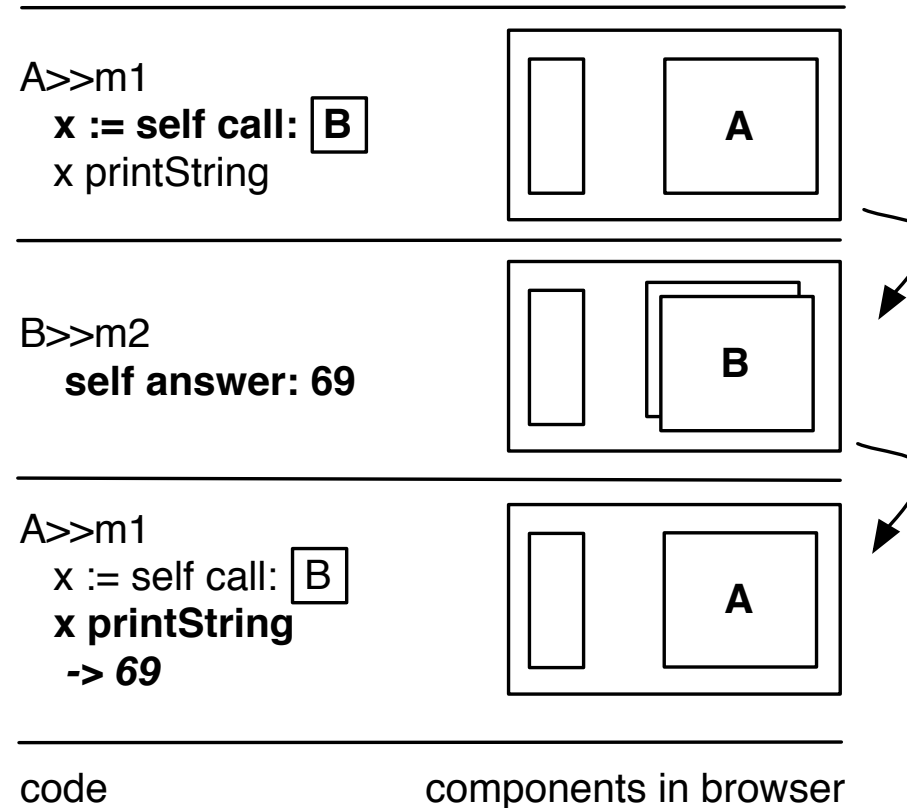 A>>m1
x := self call: B
x printString
A
B>>m2
self answer: 69
B
A>>m1
x := self call: B
x printString
-> 69
A
code components in browser